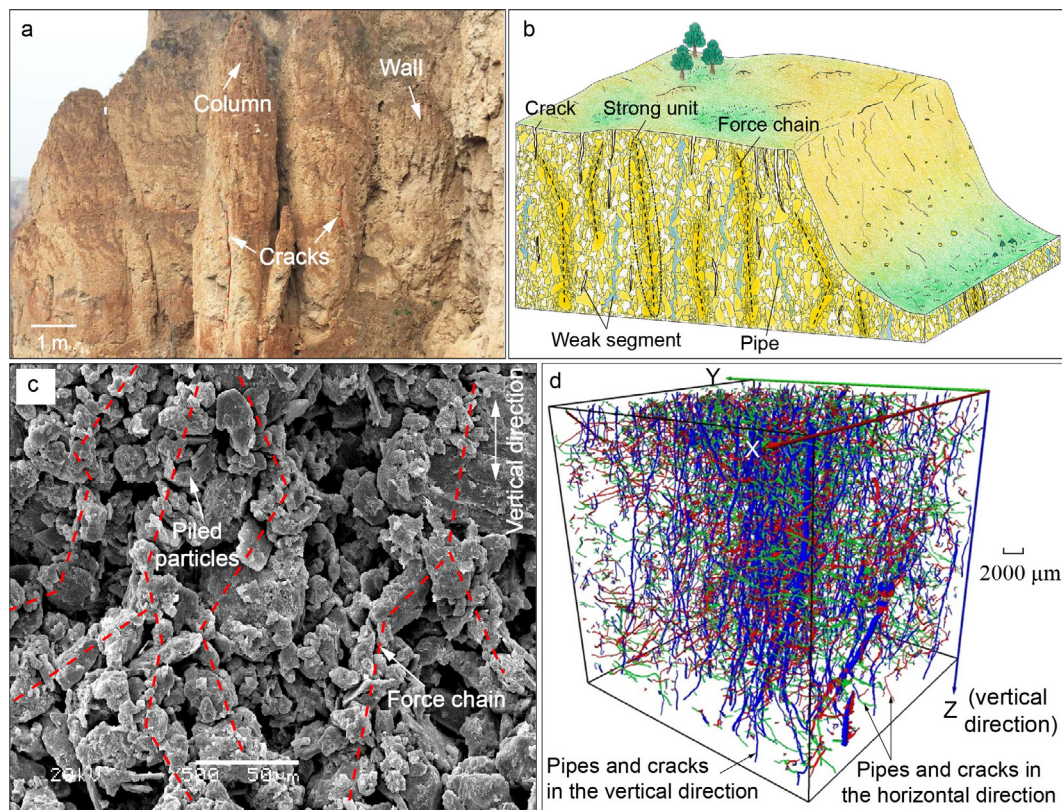 a
Column
Wall
Cracks
1 m
b
Crack
Strong unit
Force chain
Weak segment
Pipe
c
Vertical direction
Piled
particles
Force chain
20kV
50μm
d
Y
X
2000 μm
Z
(vertical
direction)
Pipes and cracks
in the vertical direction
Pipes and cracks in
the horizontal direction